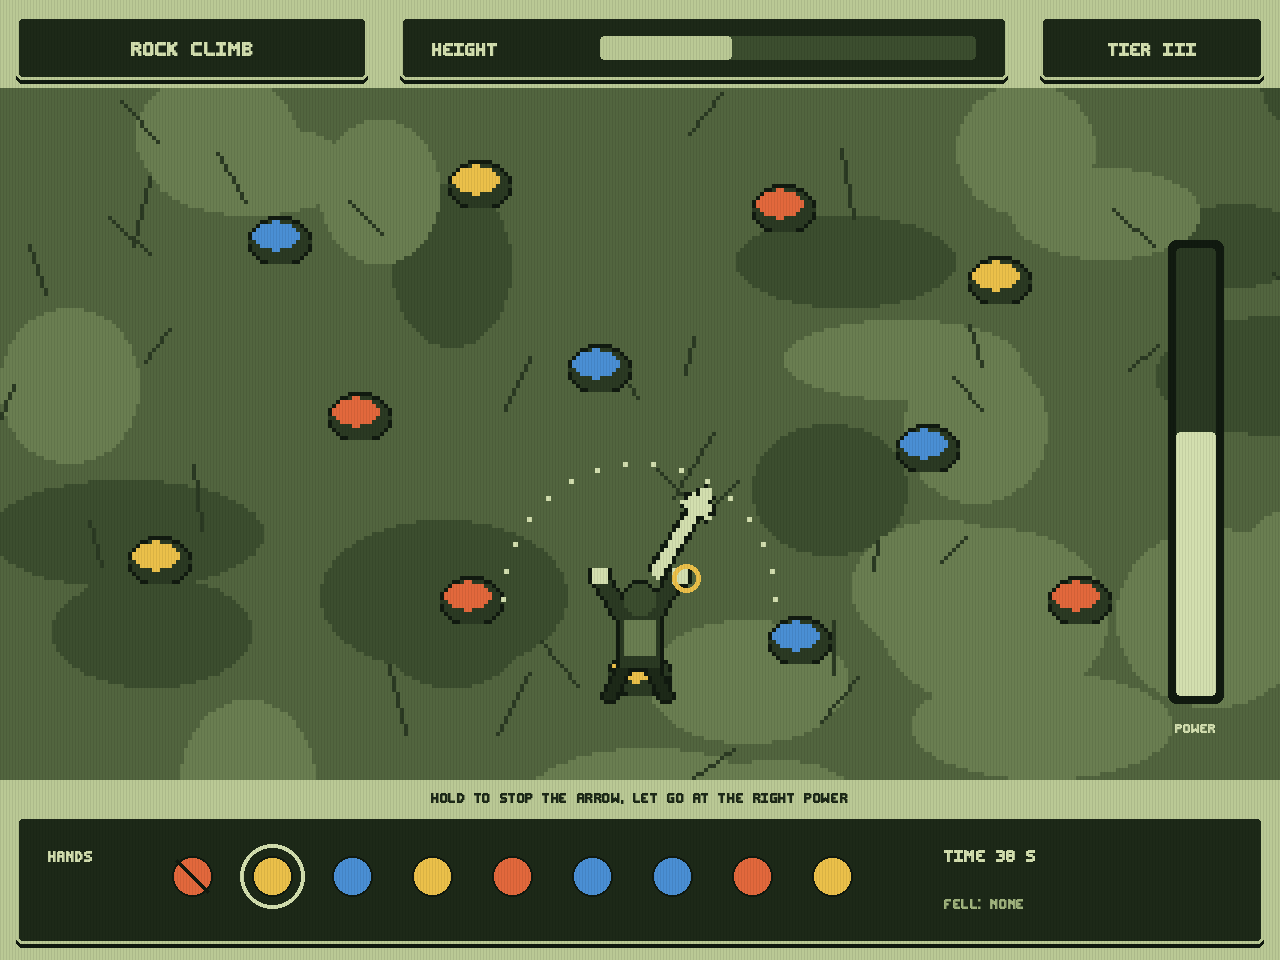 ROCK CLIMB
HEIGHT
TIER III
POWER
HOLD TO STOP THE ARROW, LET GO AT THE RIGHT POWER
HANDS
TIME 38 S
FELL: NONE